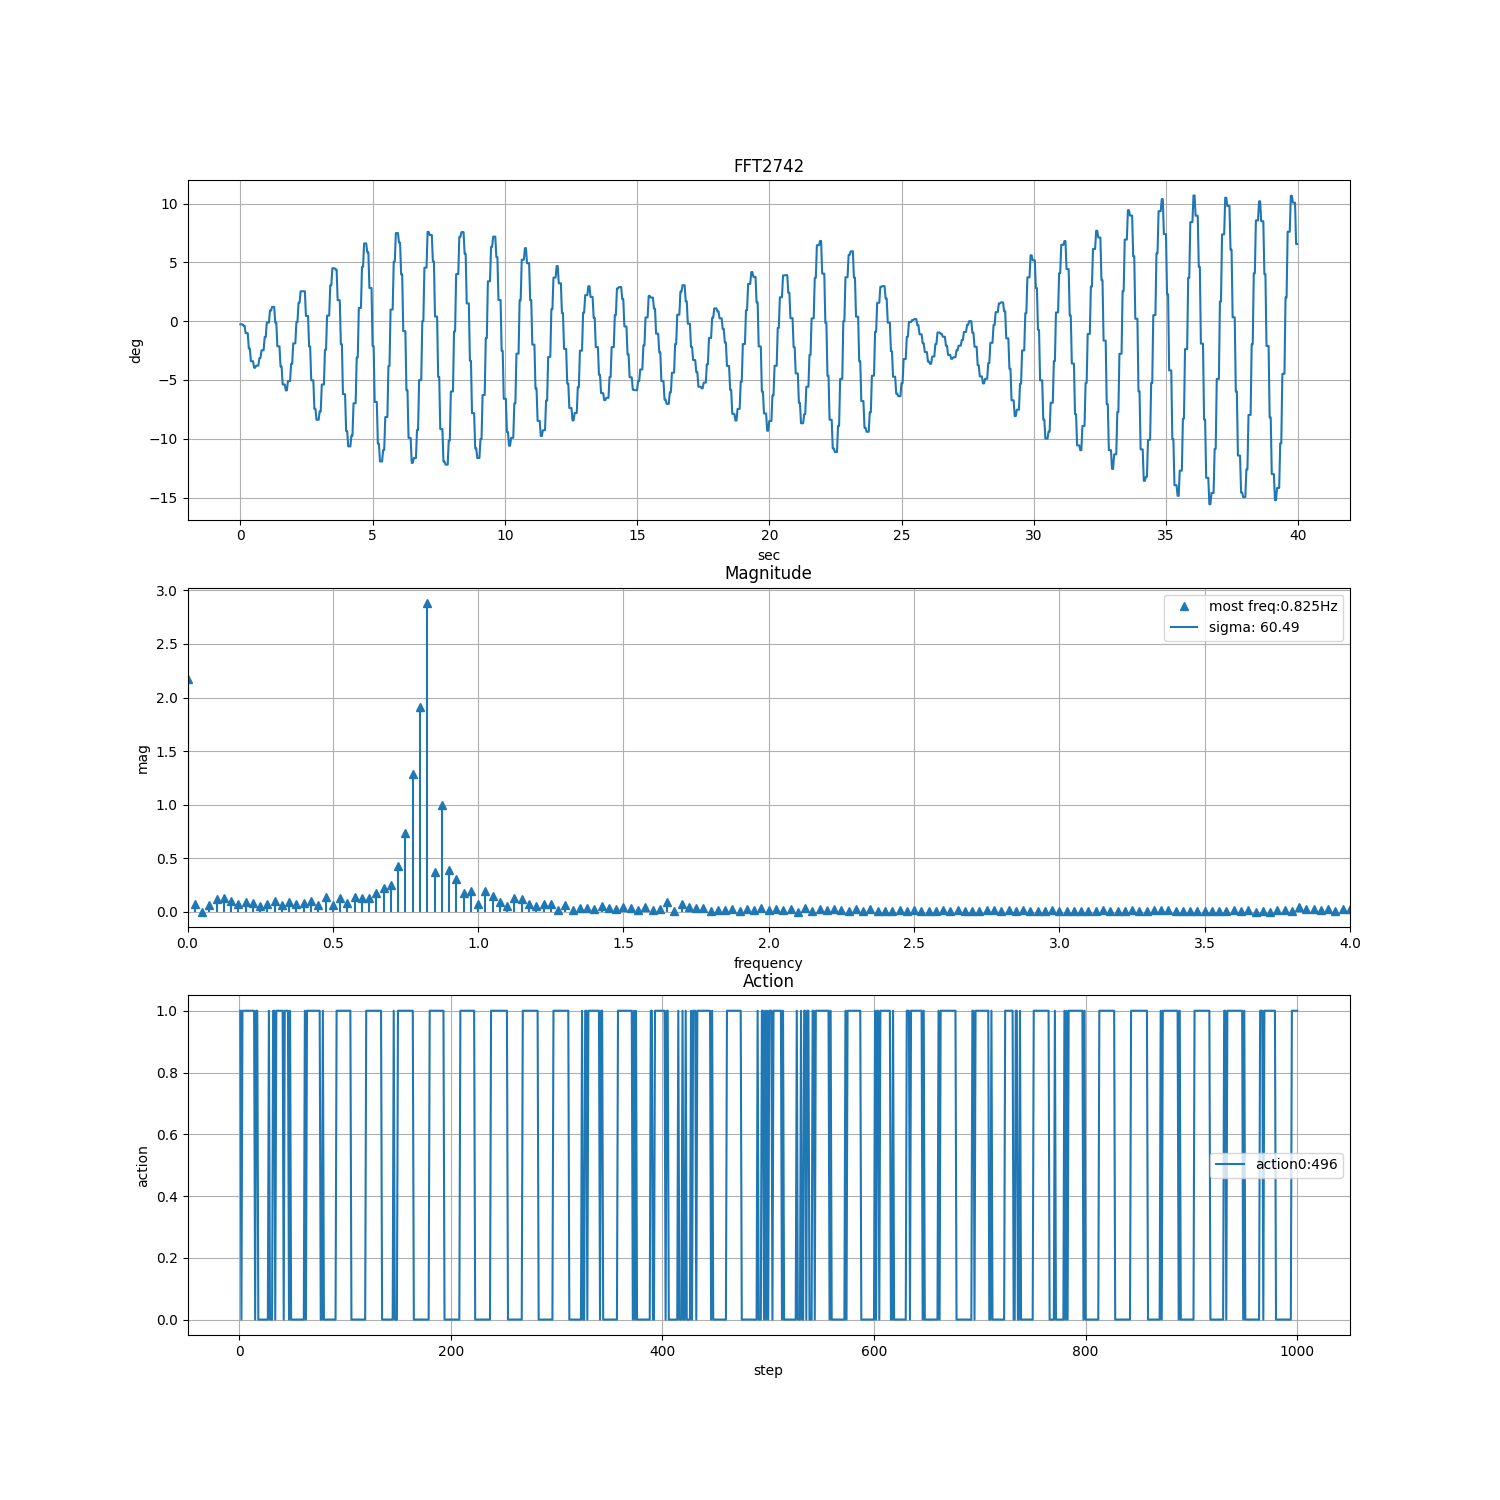 FFT2742
10
5
0
−5
−10
−15
deg
0 5 10 15 20 25 30 35 40
sec
Magnitude
3.0
2.5
2.0
1.5
1.0
0.5
0.0
mag
most freq:0.825Hz
sigma: 60.49
0.0 0.5 1.0 1.5 2.0 2.5 3.0 3.5 4.0
frequency
Action
1.0
0.8
0.6
0.4
0.2
0.0
action
action0:496
0 200 400 600 800 1000
step